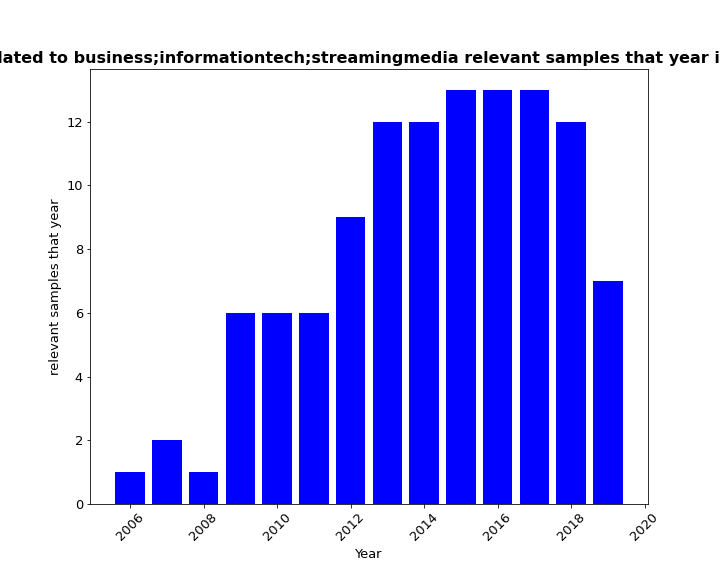 lated to business;informationtech;streamingmedia relevant samples that year i
relevant samples that year
12
10
8
6
4
2
0
2006 2008 2010 2012 2014 2016 2018 2020
Year